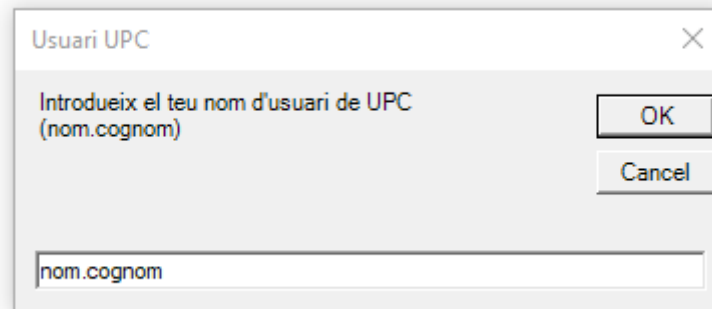 Usuari UPC
Introdueix el teu nom d'usuari de UPC
(nom.cognom)
OK
Cancel
nom.cognom